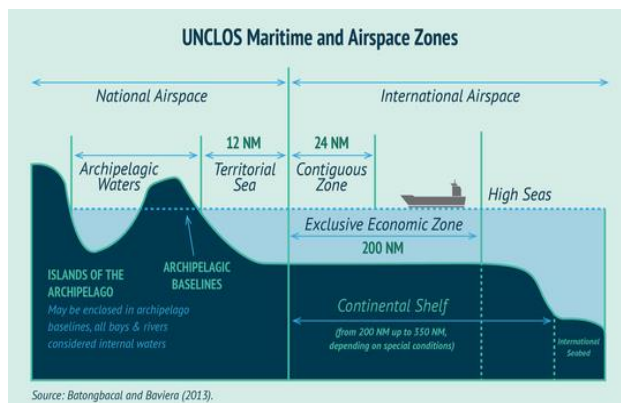 UNCLOS Maritime and Airspace Zones
National Airspace
International Airspace
12 NM
24 NM
Archipelagic
Waters
Territorial
Sea
Contiguous
Zone
High Seas
Exclusive Economic Zone
200 NM
ISLANDS OF THE
ARCHIPELAGO
May be enclosed in archipelago
baselines, all bays & rivers
considered internal waters
ARCHIPELAGIC
BASELINES
Continental Shelf
(from 200 NM up to 350 NM,
depending on special conditions)
International
Seabed
Source: Batongbacal and Baviera (2013).